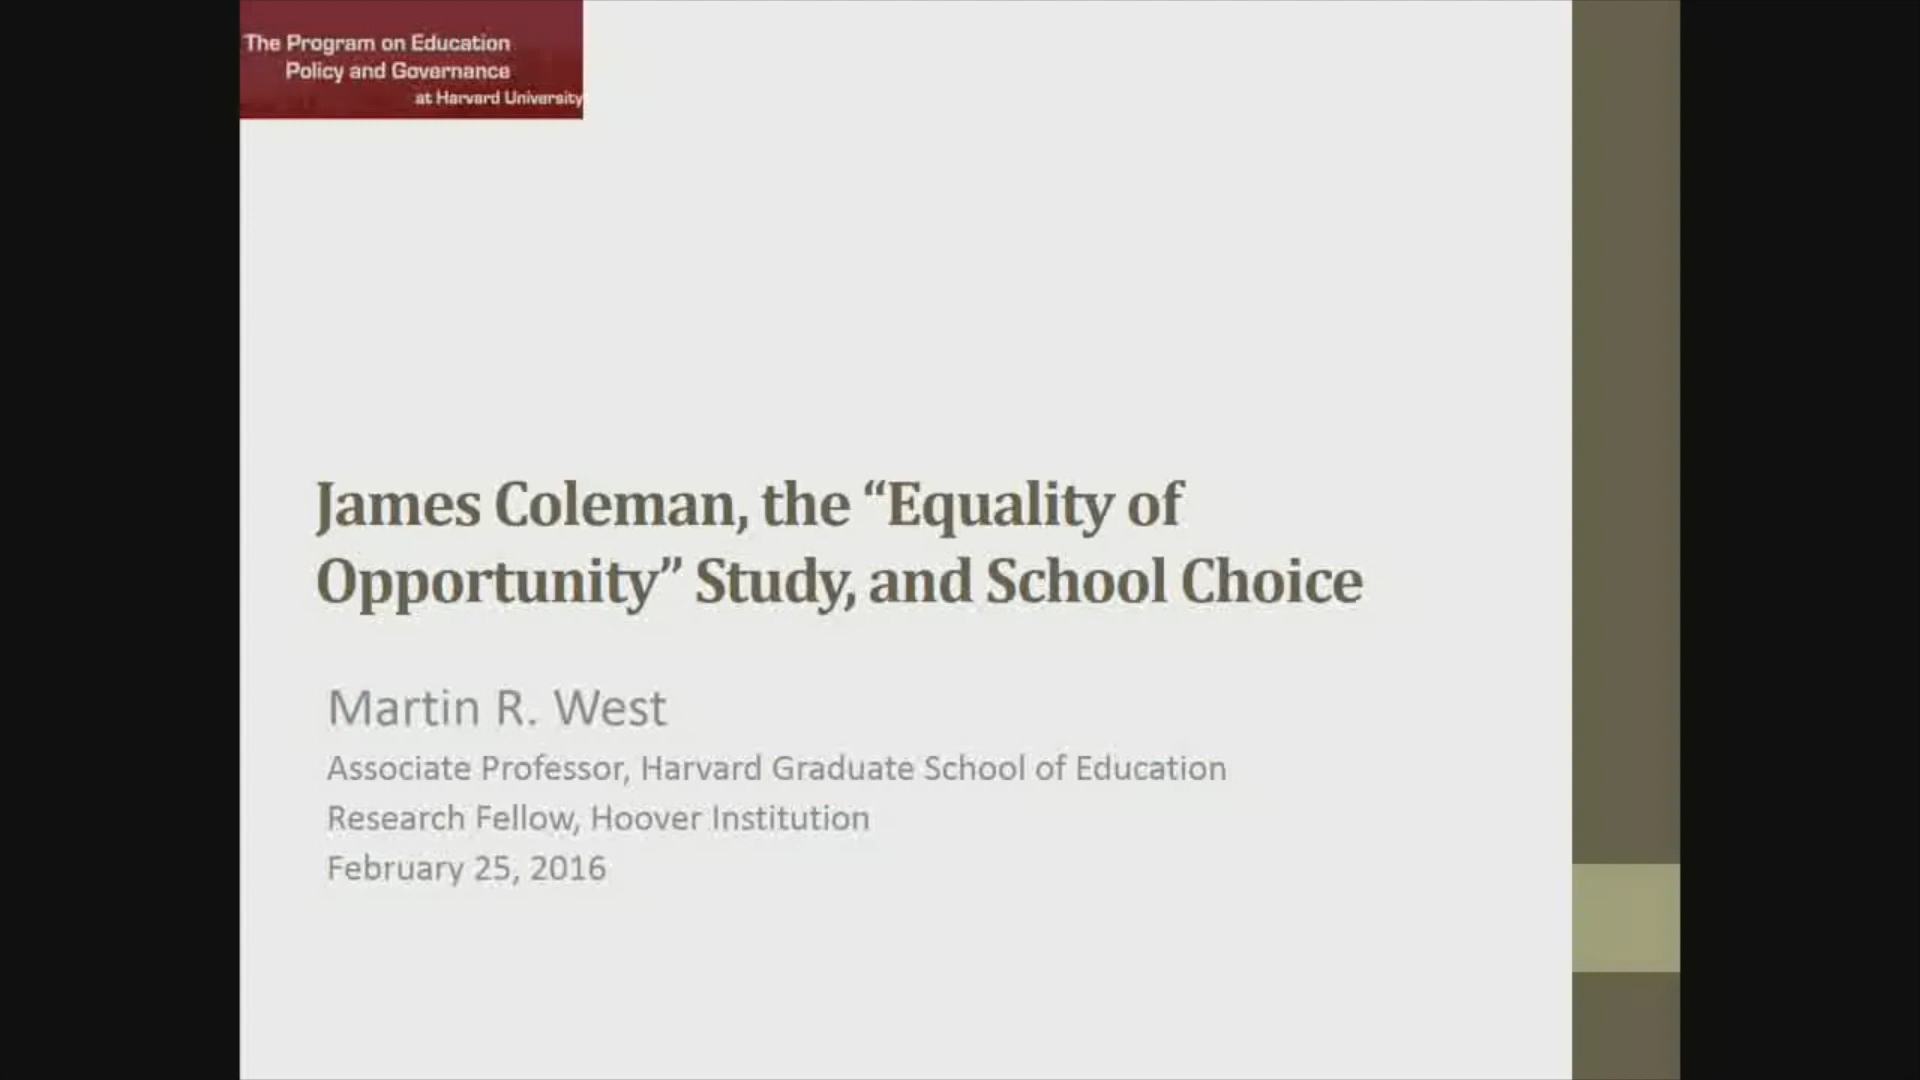 The Program on Education
Policy and Governance
at Harvard University
James Coleman, the “Equality of
Opportunity” Study, and School Choice
Martin R. West
Associate Professor, Harvard Graduate School of Education
Research Fellow, Hoover Institution
February 25, 2016